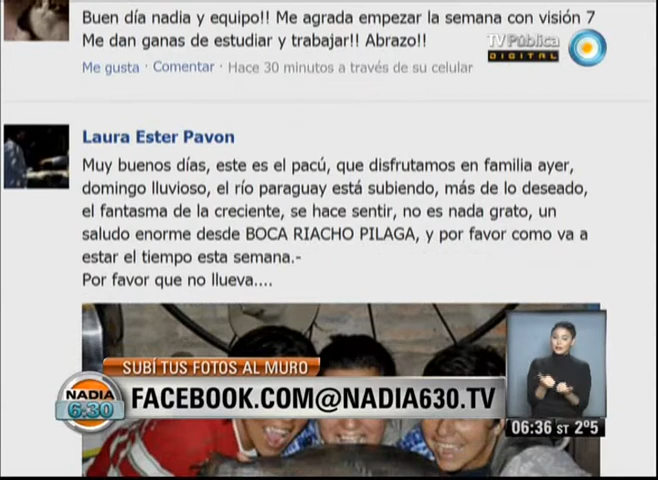 Buen día nadia y equipo!! Me agrada empezar la semana con visión 7
Me dan ganas de estudiar y trabajar!! Abrazo!!
TV Pública
DIGITAL
Me gusta · Comentar · Hace 30 minutos a través de su celular
Laura Ester Pavon
Muy buenos días, este es el pacú, que disfrutamos en familia ayer,
domingo lluvioso, el río paraguay está subiendo, más de lo deseado,
el fantasma de la creciente, se hace sentir, no es nada grato, un
saludo enorme desde BOCA RIACHO PILAGA, y por favor como va a
estar el tiempo esta semana.-
Por favor que no llueva....
SUBÍ TUS FOTOS AL MURO
NADIA
6:30
FACEBOOK.COM@NADIA630.TV
06:36 ST 2º5